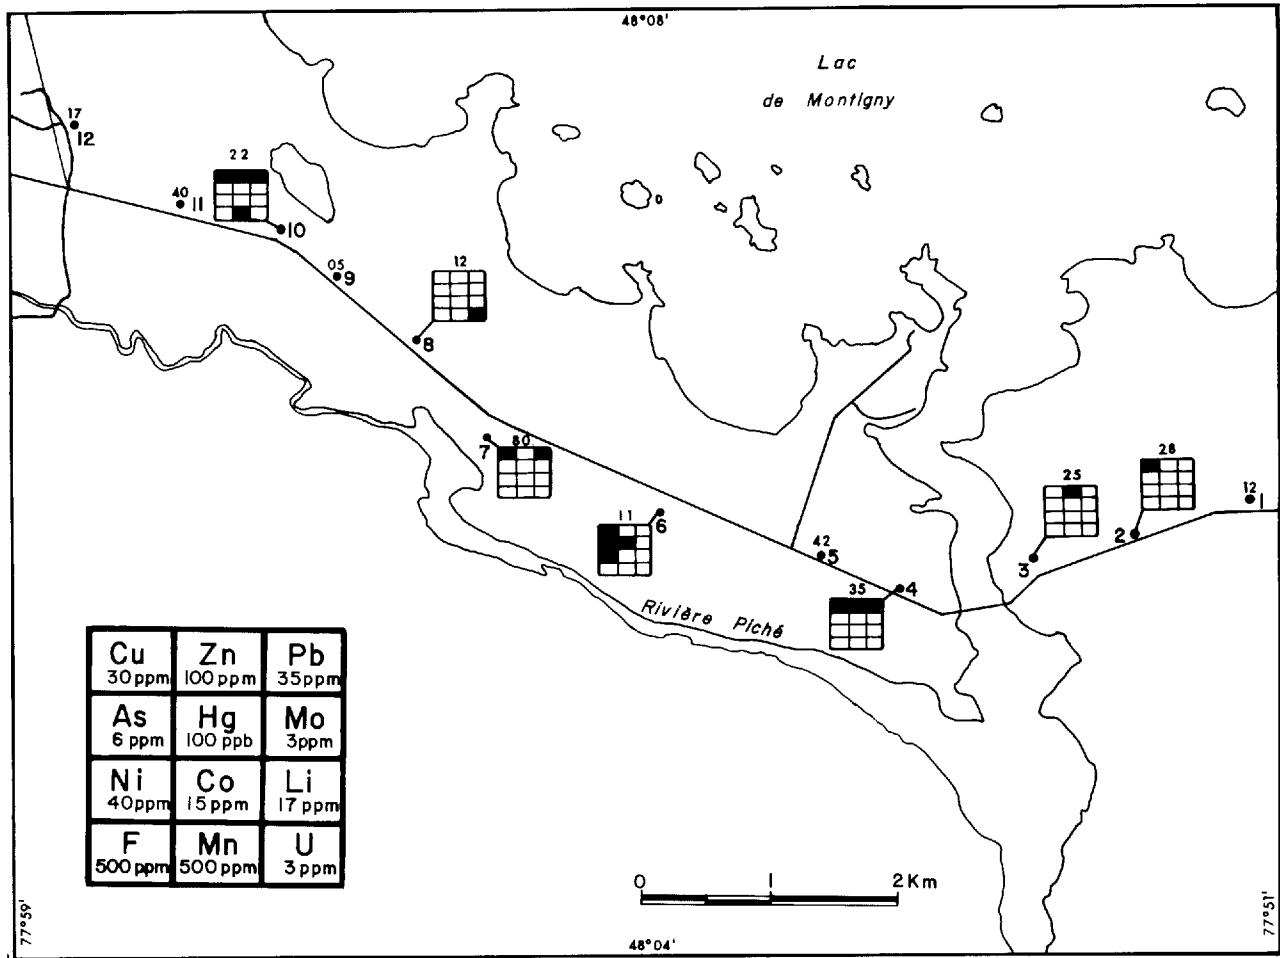 48°08'
Lac
de Montigny
17
12
22
40
11
10
05
9
12
8
80
7
11
6
42
5
35
4
25
3
28
2
12
1
Rivière Piché
Cu
30 ppm
Zn
100 ppm
Pb
35 ppm
As
6 ppm
Hg
100 ppb
Mo
3 ppm
Ni
40 ppm
Co
15 ppm
Li
17 ppm
F
500 ppm
Mn
500 ppm
U
3 ppm
0 1 2 Km
77°59'
48°04'
77°51'